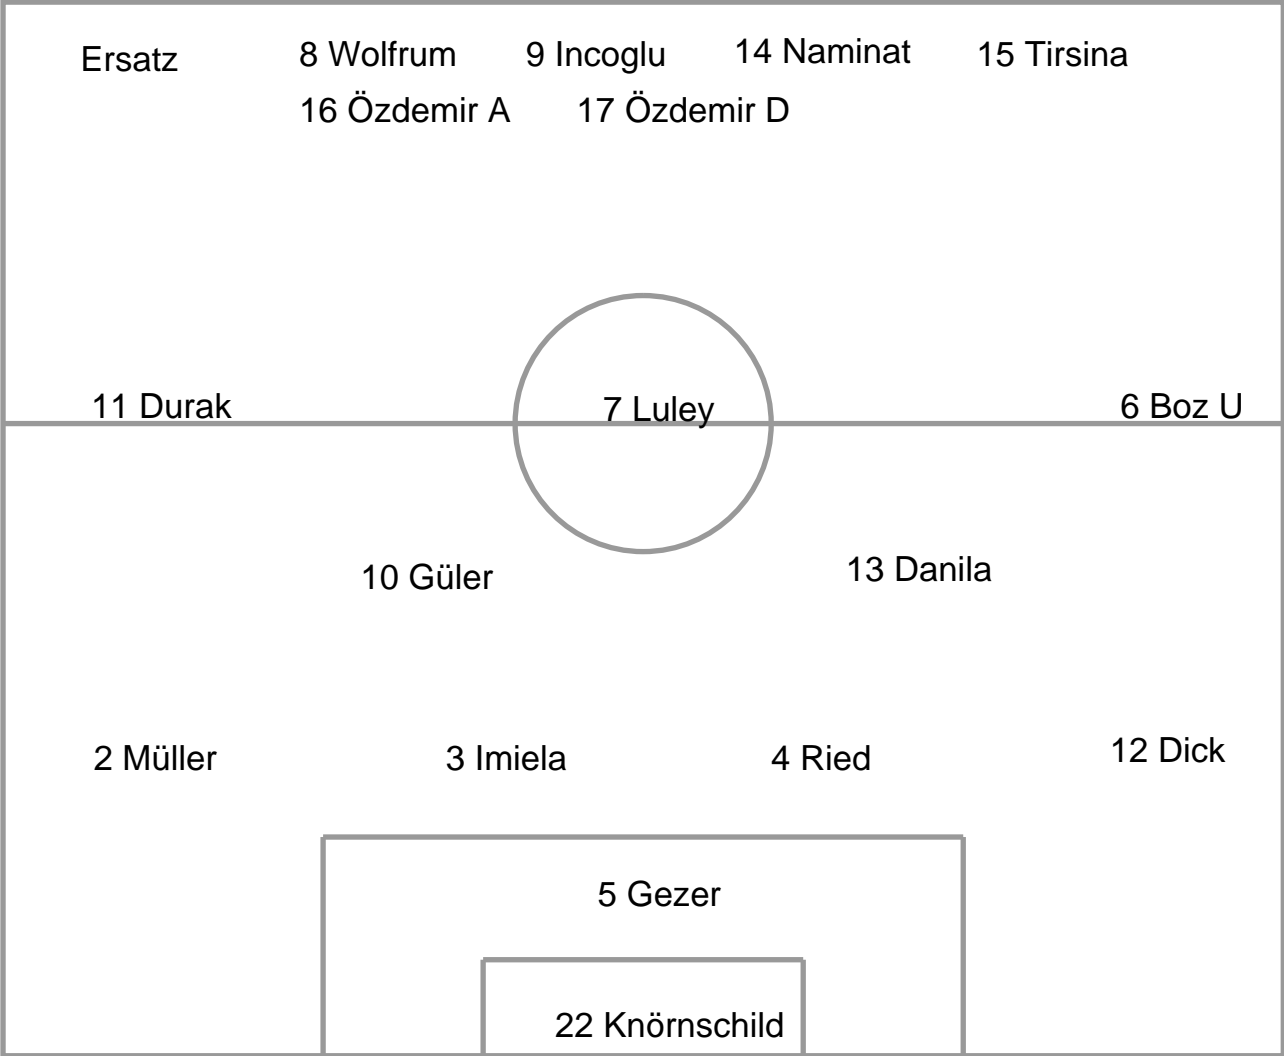 Ersatz 8 Wolfrum 9 Incoglu 14 Naminat 15 Tirsina
16 Özdemir A 17 Özdemir D
11 Durak 7 Luley 6 Boz U
10 Güler 13 Danila
2 Müller 3 Imiela 4 Ried 12 Dick
5 Gezer
22 Knörnschild